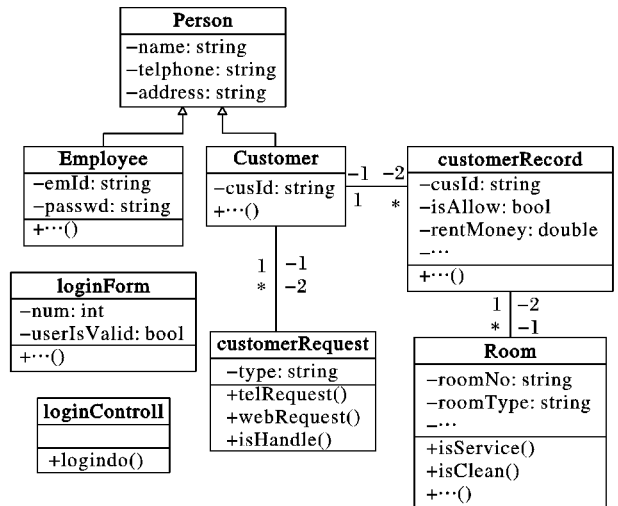 Person
−name: string
−telphone: string
−address: string
Employee
−emId: string
−passwd: string
+···()
Customer
−cusId: string
+···()
−1 −2
1 *
customerRecord
−cusId: string
−isAllow: bool
−rentMoney: double
−···
+···()
loginForm
−num: int
−userIsValid: bool
+···()
1 −1
* −2
1 −2
* −1
customerRequest
−type: string
+telRequest()
+webRequest()
+isHandle()
Room
−roomNo: string
−roomType: string
−···
+isService()
+isClean()
+···()
loginControll
+logindo()